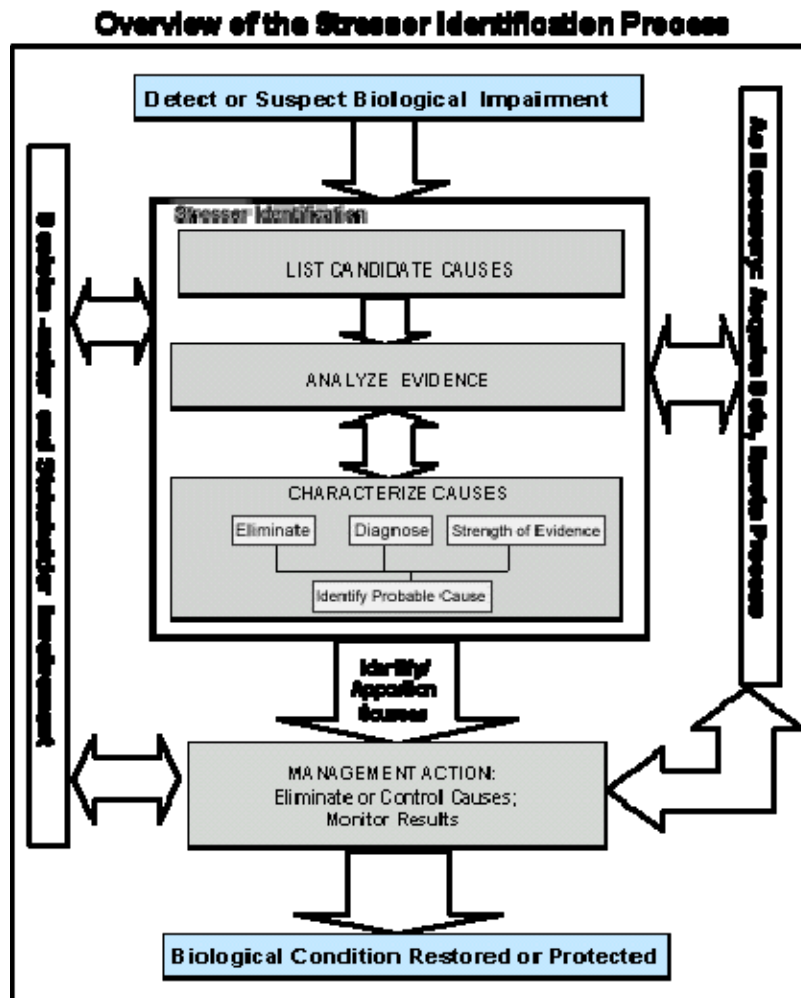 Overview of the Stressor Identification Process
Detect or Suspect Biological Impairment
Stressor Identification
LIST CANDIDATE CAUSES
ANALYZE EVIDENCE
CHARACTERIZE CAUSES
Eliminate
Diagnose
Strength of Evidence
Identify Probable Cause
Decision -maker and Stakeholder Involvement
As Necessary: Acquire Data, Iterate Process
Identify/
Apportion
Sources
MANAGEMENT ACTION:
Eliminate or Control Causes;
Monitor Results
Biological Condition Restored or Protected